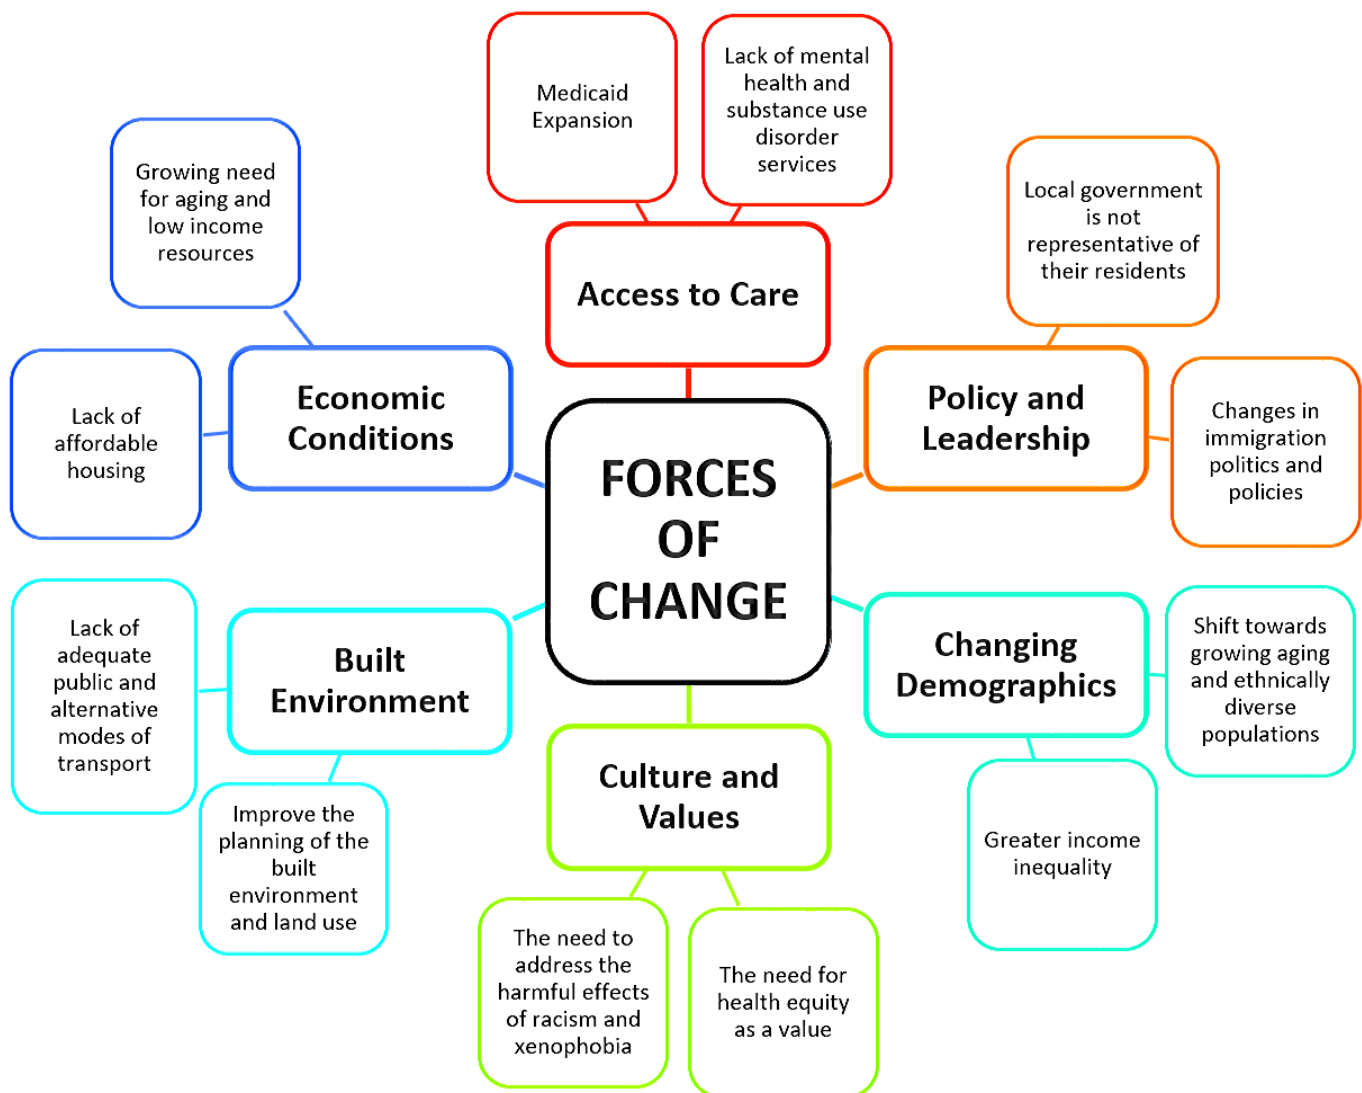 Medicaid
Expansion
Lack of mental
health and
substance use
disorder
services
Growing need
for aging and
low income
resources
Local government
is not
representative of
their residents
Access to Care
Economic
Conditions
Policy and
Leadership
Lack of
affordable
housing
Changes in
immigration
politics and
policies
FORCES
OF
CHANGE
Lack of
adequate
public and
alternative
modes of
transport
Built
Environment
Changing
Demographics
Shift towards
growing aging
and ethnically
diverse
populations
Culture and
Values
Improve the
planning of the
built
environment
and land use
Greater income
inequality
The need to
address the
harmful effects
of racism and
xenophobia
The need for
health equity
as a value